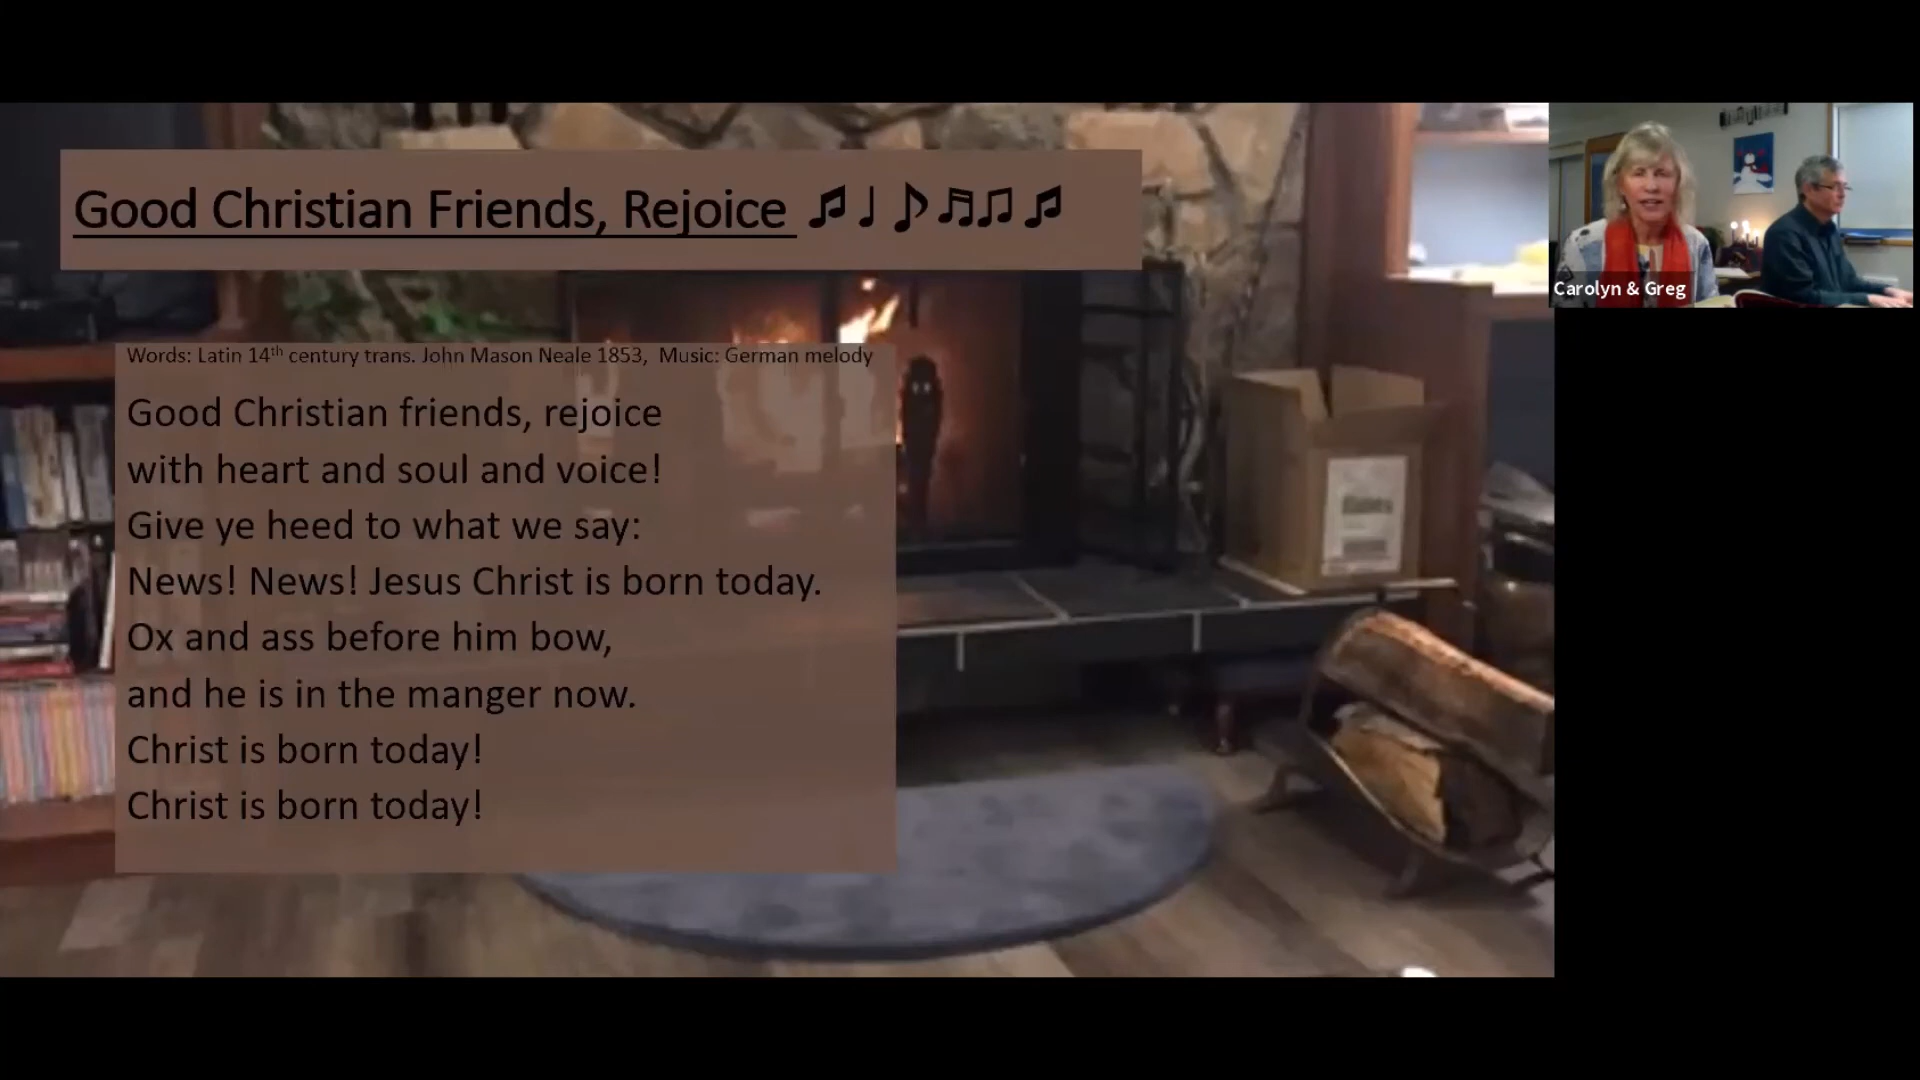 Good Christian Friends, Rejoice
Words: Latin 14th century trans. John Mason Neale 1853, Music: German melody
Good Christian friends, rejoice
with heart and soul and voice!
Give ye heed to what we say:
News! News! Jesus Christ is born today.
Ox and ass before him bow,
and he is in the manger now.
Christ is born today!
Christ is born today!
Carolyn & Greg